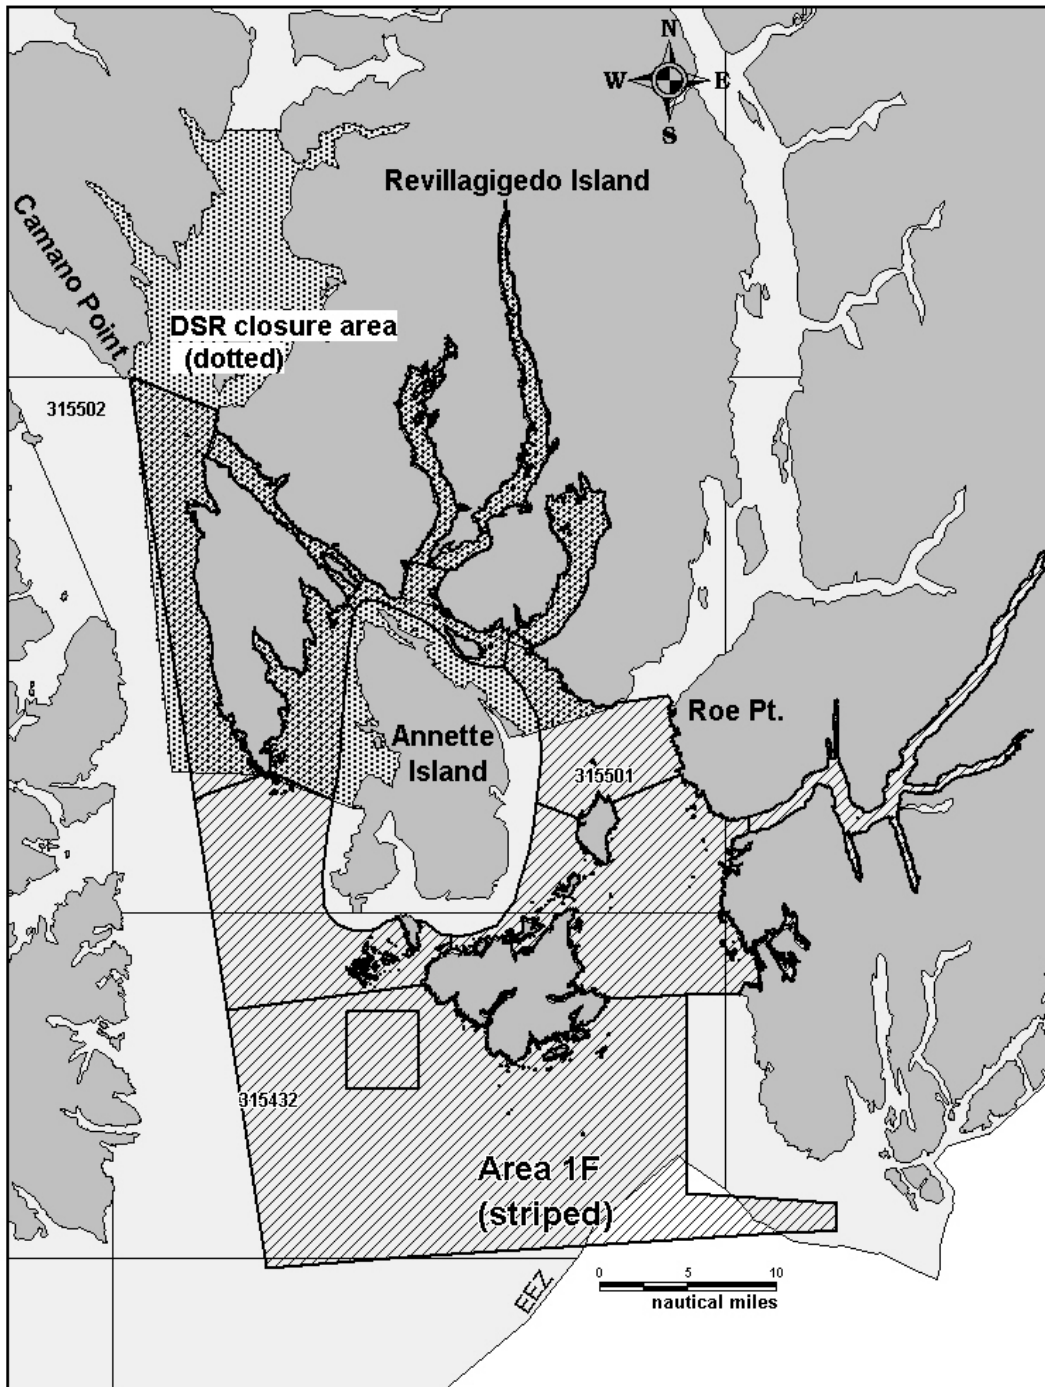 N
W E
S
Revillagigedo Island
Camano Point
DSR closure area
(dotted)
315502
Roe Pt.
Annette
Island
315501
315432
Area 1F
(striped)
EEZ
0 5 10
nautical miles